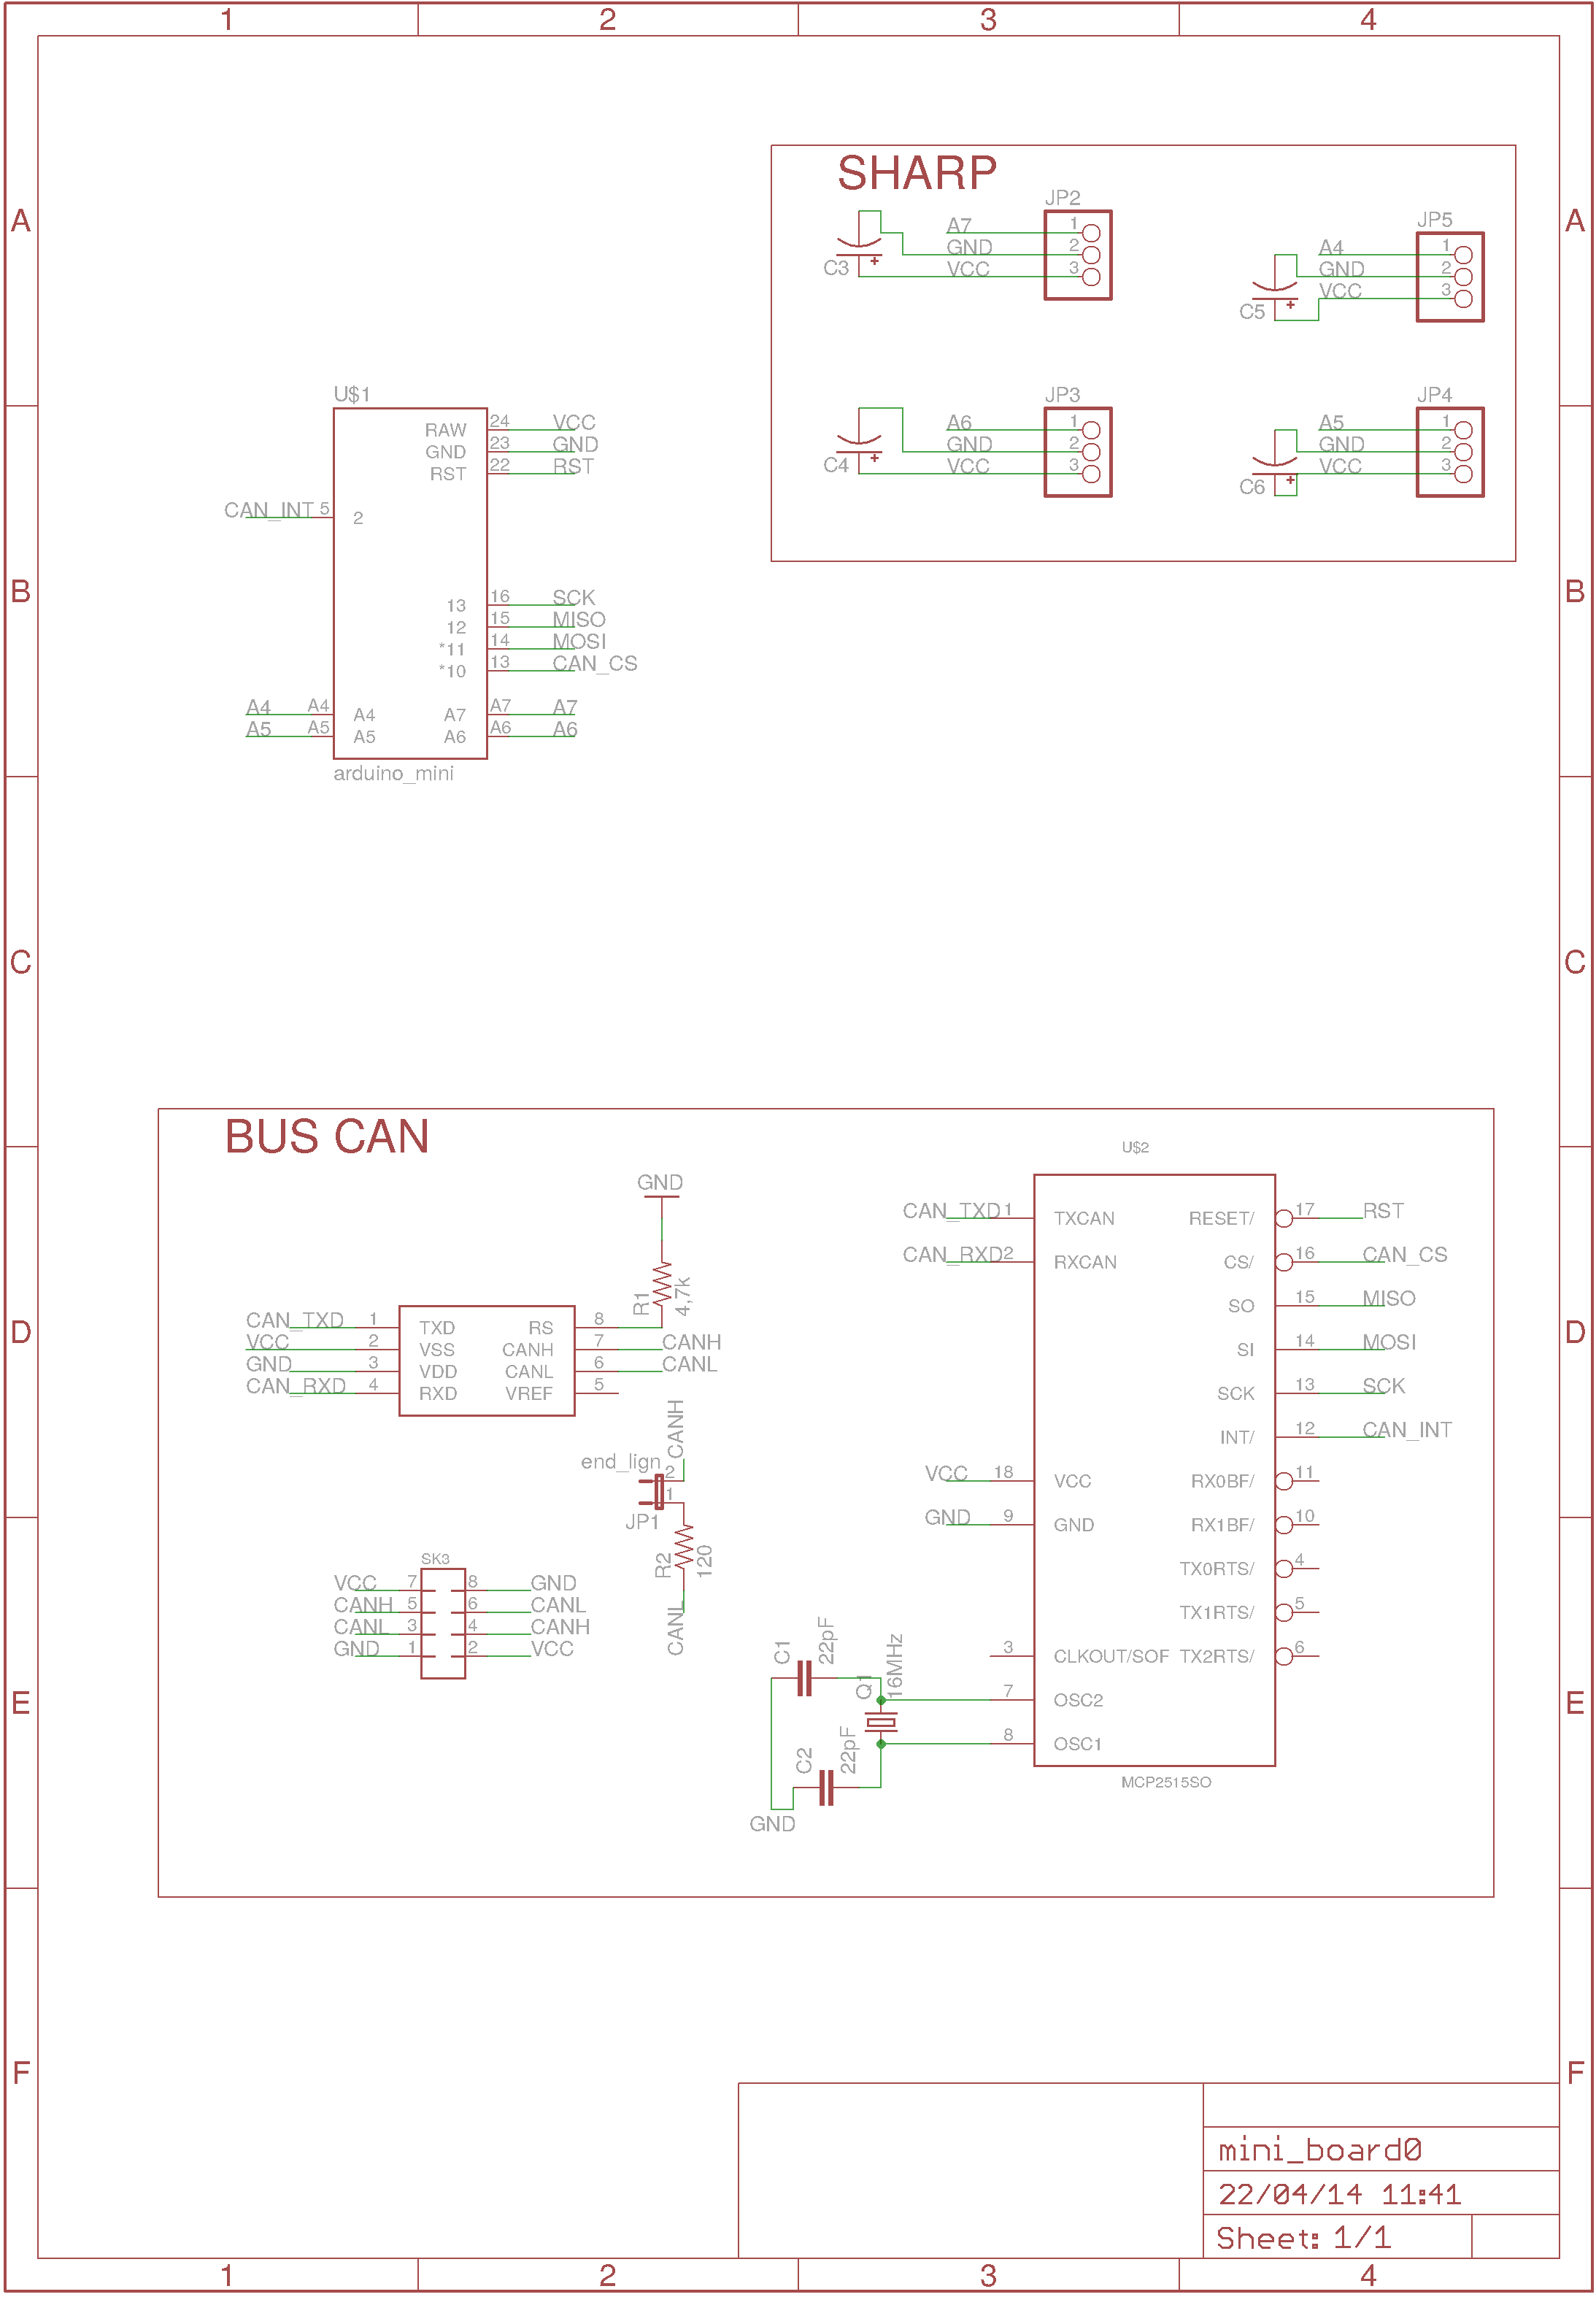 1 2 3 4
A A
B B
C C
D D
E E
F F
SHARP
JP2
A7 1
GND 2
VCC 3
C3 +
JP5
A4 1
GND 2
VCC 3
C5 +
JP3
A6 1
GND 2
VCC 3
C4 +
JP4
A5 1
GND 2
VCC 3
C6 +
U$1
RAW 24 VCC
GND 23 GND
RST 22 RST
CAN_INT 5 2
13 16 SCK
12 15 MISO
*11 14 MOSI
*10 13 CAN_CS
A4 A4 A4 A7 A7 A7
A5 A5 A5 A6 A6 A6
arduino_mini
BUS CAN
GND
R1
4,7k
CAN_TXD 1 TXD RS 8
VCC 2 VSS CANH 7 CANH
GND 3 VDD CANL 6 CANL
CAN_RXD 4 RXD VREF 5
CANH
end_lign 2
1
JP1
R2
120
CANL
SK3
VCC 7 8 GND
CANH 5 6 CANL
CANL 3 4 CANH
GND 1 2 VCC
U$2
CAN_TXD 1 TXCAN RESET/ 17 RST
CAN_RXD 2 RXCAN CS/ 16 CAN_CS
SO 15 MISO
SI 14 MOSI
SCK 13 SCK
INT/ 12 CAN_INT
VCC 18 VCC RX0BF/ 11
GND 9 GND RX1BF/ 10
TX0RTS/ 4
TX1RTS/ 5
3 CLKOUT/SOF TX2RTS/ 6
7 OSC2
8 OSC1
MCP2515SO
C1
22pF
Q1
16MHz
C2
22pF
GND
mini_board0
22/04/14 11:41
Sheet: 1/1
1 2 3 4